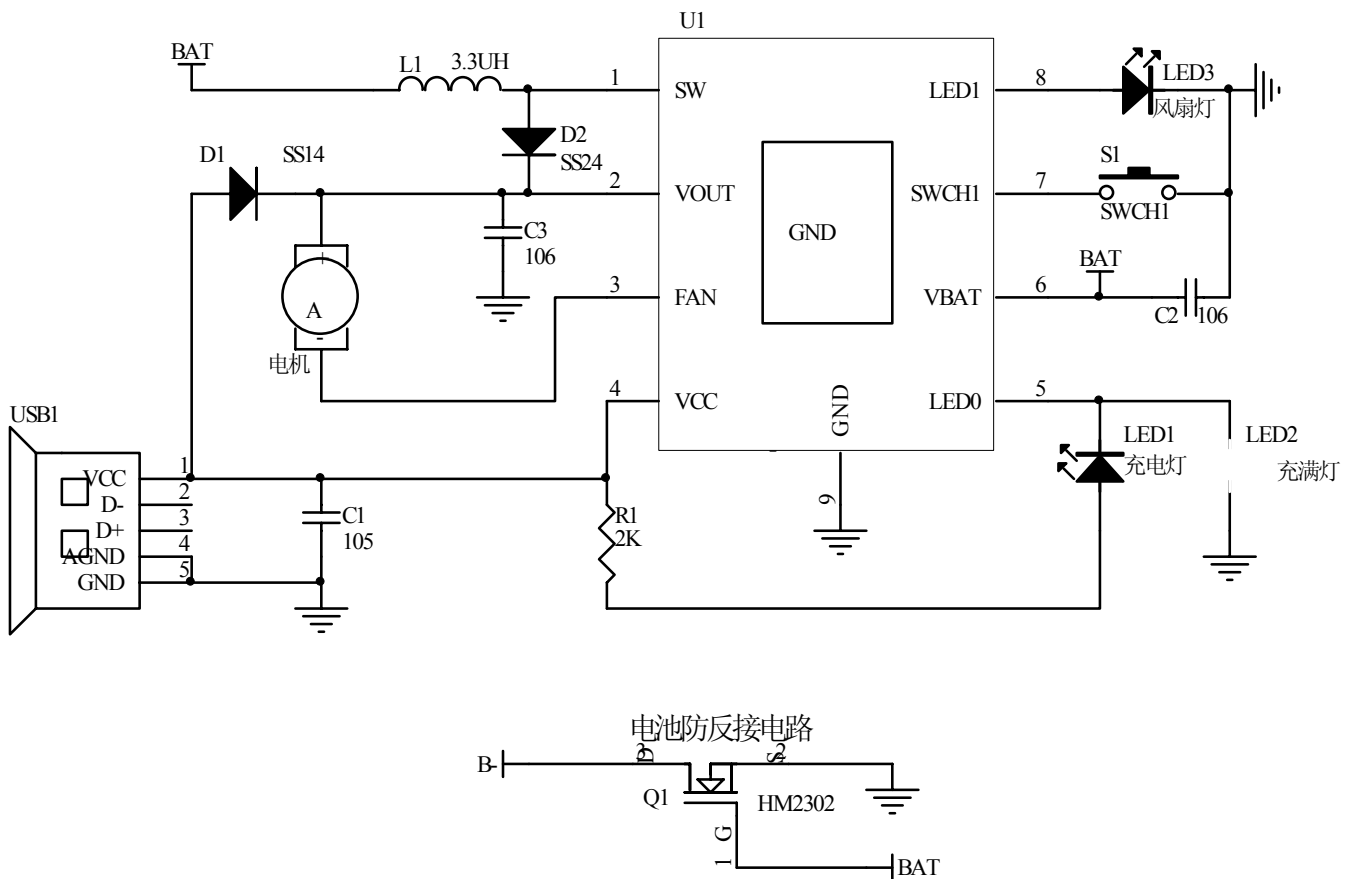 U1
BAT
L1 3.3UH
1 SW
LED1 8
LED3
风扇灯
D2
SS24
D1 SS14
2 VOUT
SWCH1 7
S1
SWCH1
C3
106
GND
BAT
3 FAN
VBAT 6
C2 106
+
A
-
电机
4 VCC
GND
LED0 5
USB1
VCC 1
D- 2
D+ 3
AGND 4
GND 5
C1
105
R1
2K
9
LED1
充电灯
LED2
充满灯
电池防反接电路
B-
3 D
S 2
Q1
HM2302
1 G
BAT